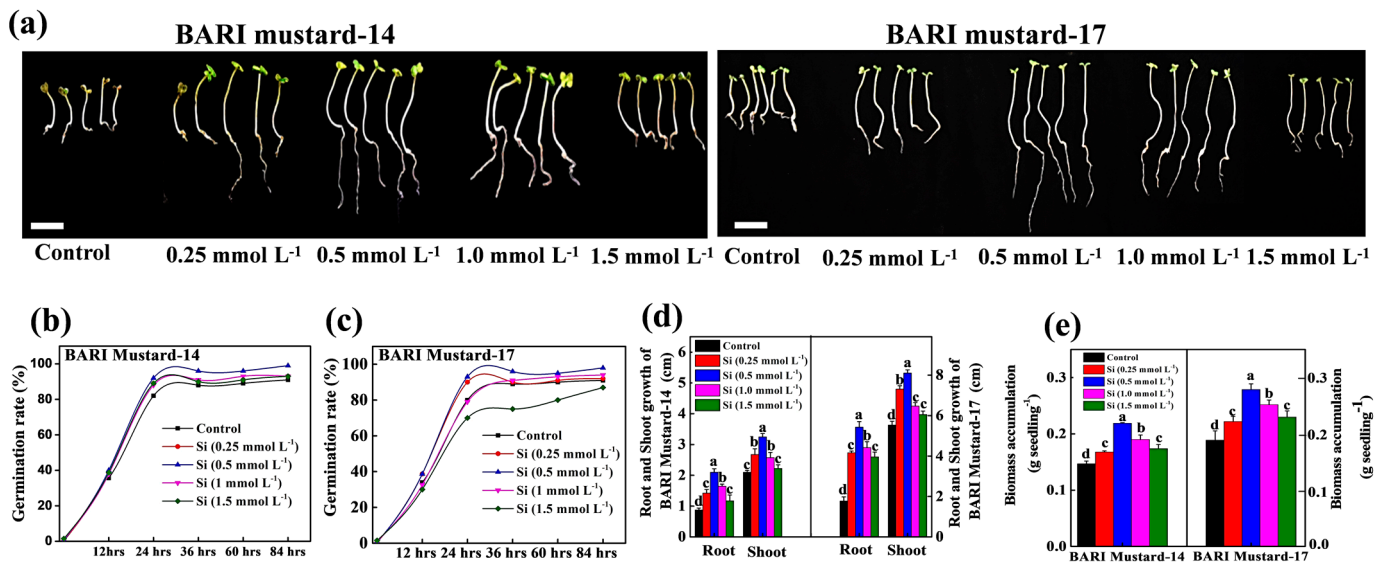 (a)
BARI mustard-14
BARI mustard-17
Control
0.25 mmol L-1
0.5 mmol L-1
1.0 mmol L-1
1.5 mmol L-1
Control
0.25 mmol L-1
0.5 mmol L-1
1.0 mmol L-1
1.5 mmol L-1
(b)
BARI Mustard-14
Germination rate (%)
100
80
60
40
20
0
12hrs
24 hrs
36 hrs
60 hrs
84 hrs
Control
Si (0.25 mmol L-1)
Si (0.5 mmol L-1)
Si (1 mmol L-1)
Si (1.5 mmol L-1)
(c)
BARI Mustard-17
Germination rate (%)
100
80
60
40
20
0
12 hrs
24 hrs
36 hrs
60 hrs
84 hrs
Control
Si (0.25 mmol L-1)
Si (0.5 mmol L-1)
Si (1 mmol L-1)
Si (1.5 mmol L-1)
(d)
Root and Shoot growth of
BARI Mustard-14 (cm)
6
5
4
3
2
1
0
Control
Si (0.25 mmol L-1)
Si (0.5 mmol L-1)
Si (1.0 mmol L-1)
Si (1.5 mmol L-1)
d c a b c
c b a b c
d c a b c
d b a c c
Root
Shoot
Root
Shoot
8
6
4
2
0
Root and Shoot growth of
BARI Mustard-17 (cm)
(e)
Biomass accumulation
(g seedling-1)
0.3
0.2
0.1
0.0
Control
Si (0.25 mmol L-1)
Si (0.5 mmol L-1)
Si (1.0 mmol L-1)
Si (1.5 mmol L-1)
d c a b c
d c a b c
BARI Mustard-14
BARI Mustard-17
0.3
0.2
0.1
0.0
Biomass accumulation
(g seedling-1)